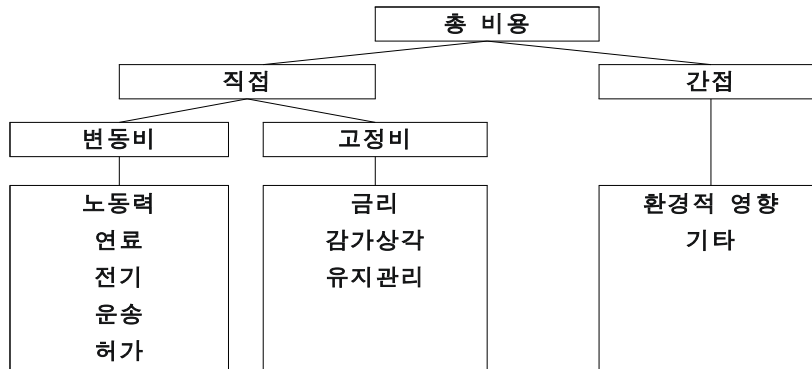 총 비용
직접
간접
변동비
고정비
노동력
연료
전기
운송
허가
금리
감가상각
유지관리
환경적 영향
기타